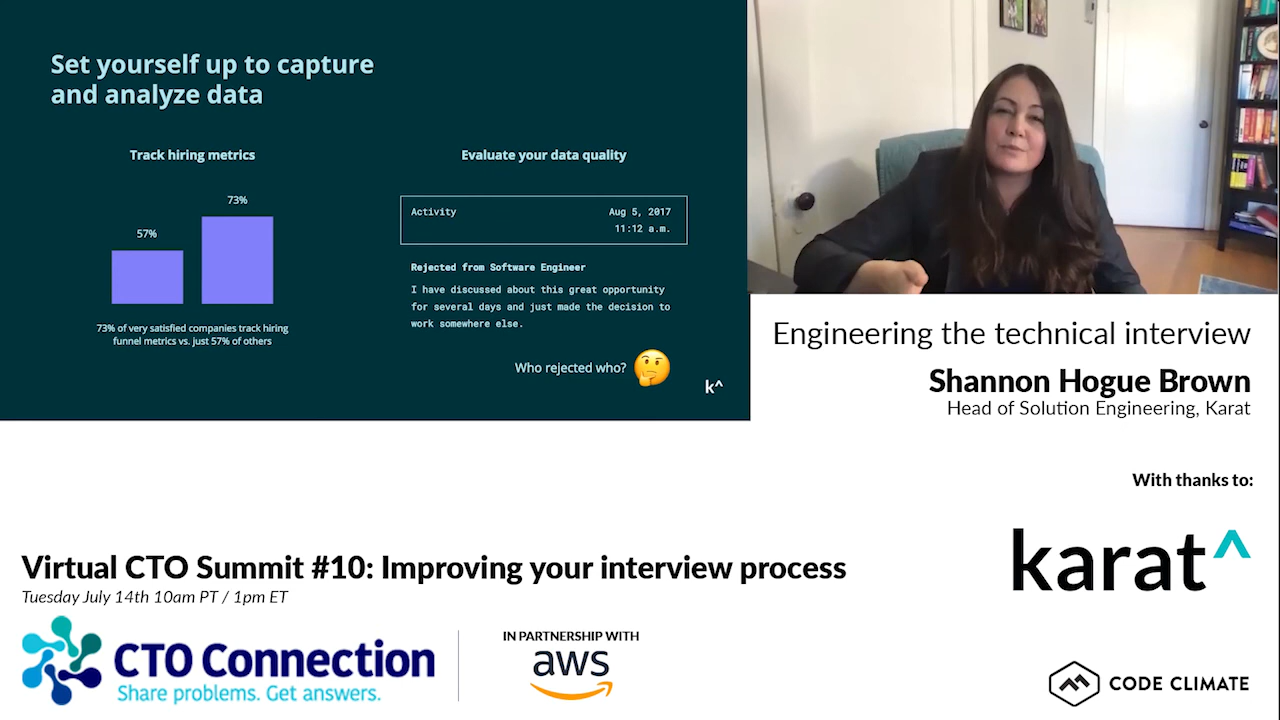 Set yourself up to capture
and analyze data
Track hiring metrics
57%
73%
73% of very satisfied companies track hiring
funnel metrics vs. just 57% of others
Evaluate your data quality
Activity
Aug 5, 2017
11:12 a.m.
Rejected from Software Engineer
I have discussed about this great opportunity
for several days and just made the decision to
work somewhere else.
Who rejected who?
k^
Engineering the technical interview
Shannon Hogue Brown
Head of Solution Engineering, Karat
With thanks to:
karat^
Virtual CTO Summit #10: Improving your interview process
Tuesday July 14th 10am PT / 1pm ET
CTO Connection
Share problems. Get answers.
IN PARTNERSHIP WITH
aws
CODE CLIMATE